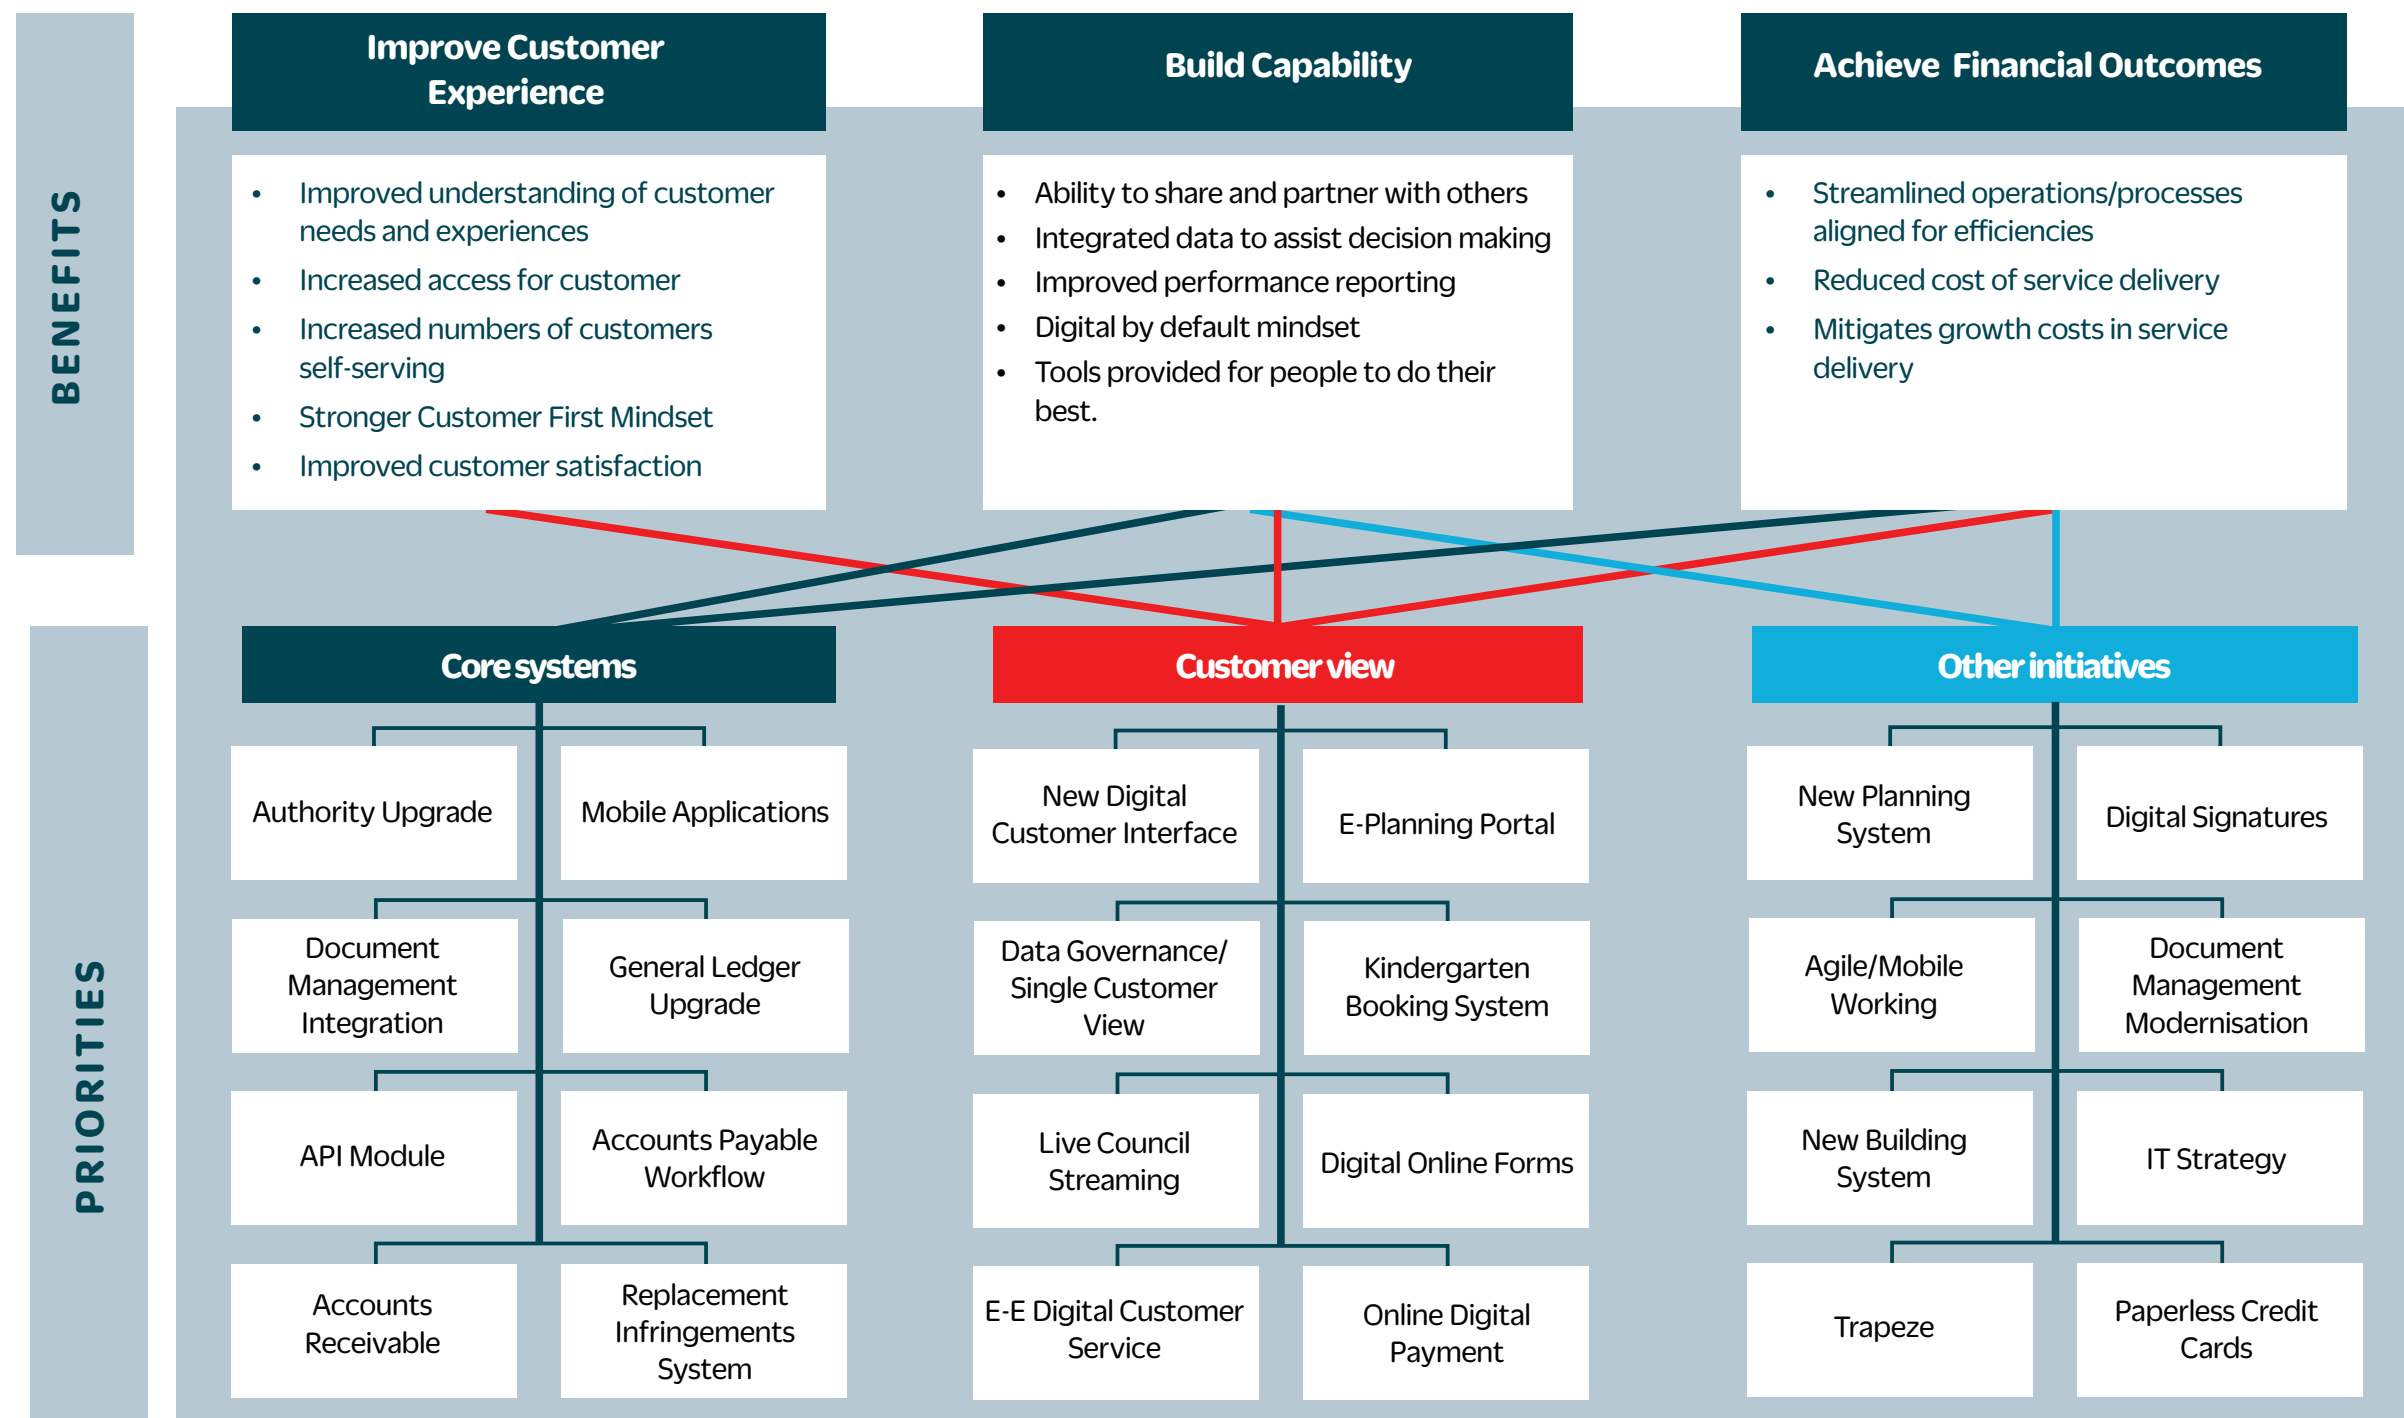 BENEFITS
Improve Customer
Experience
• Improved understanding of customer
needs and experiences
• Increased access for customer
• Increased numbers of customers
self-serving
• Stronger Customer First Mindset
• Improved customer satisfaction
Build Capability
• Ability to share and partner with others
• Integrated data to assist decision making
• Improved performance reporting
• Digital by default mindset
• Tools provided for people to do their
best.
Achieve Financial Outcomes
• Streamlined operations/processes
aligned for efficiencies
• Reduced cost of service delivery
• Mitigates growth costs in service
delivery
PRIORITIES
Core systems
Authority Upgrade
Mobile Applications
Document
Management
Integration
General Ledger
Upgrade
API Module
Accounts Payable
Workflow
Accounts
Receivable
Replacement
Infringements
System
Customer view
New Digital
Customer Interface
E-Planning Portal
Data Governance/
Single Customer
View
Kindergarten
Booking System
Live Council
Streaming
Digital Online Forms
E-E Digital Customer
Service
Online Digital
Payment
Other initiatives
New Planning
System
Digital Signatures
Agile/Mobile
Working
Document
Management
Modernisation
New Building
System
IT Strategy
Trapeze
Paperless Credit
Cards